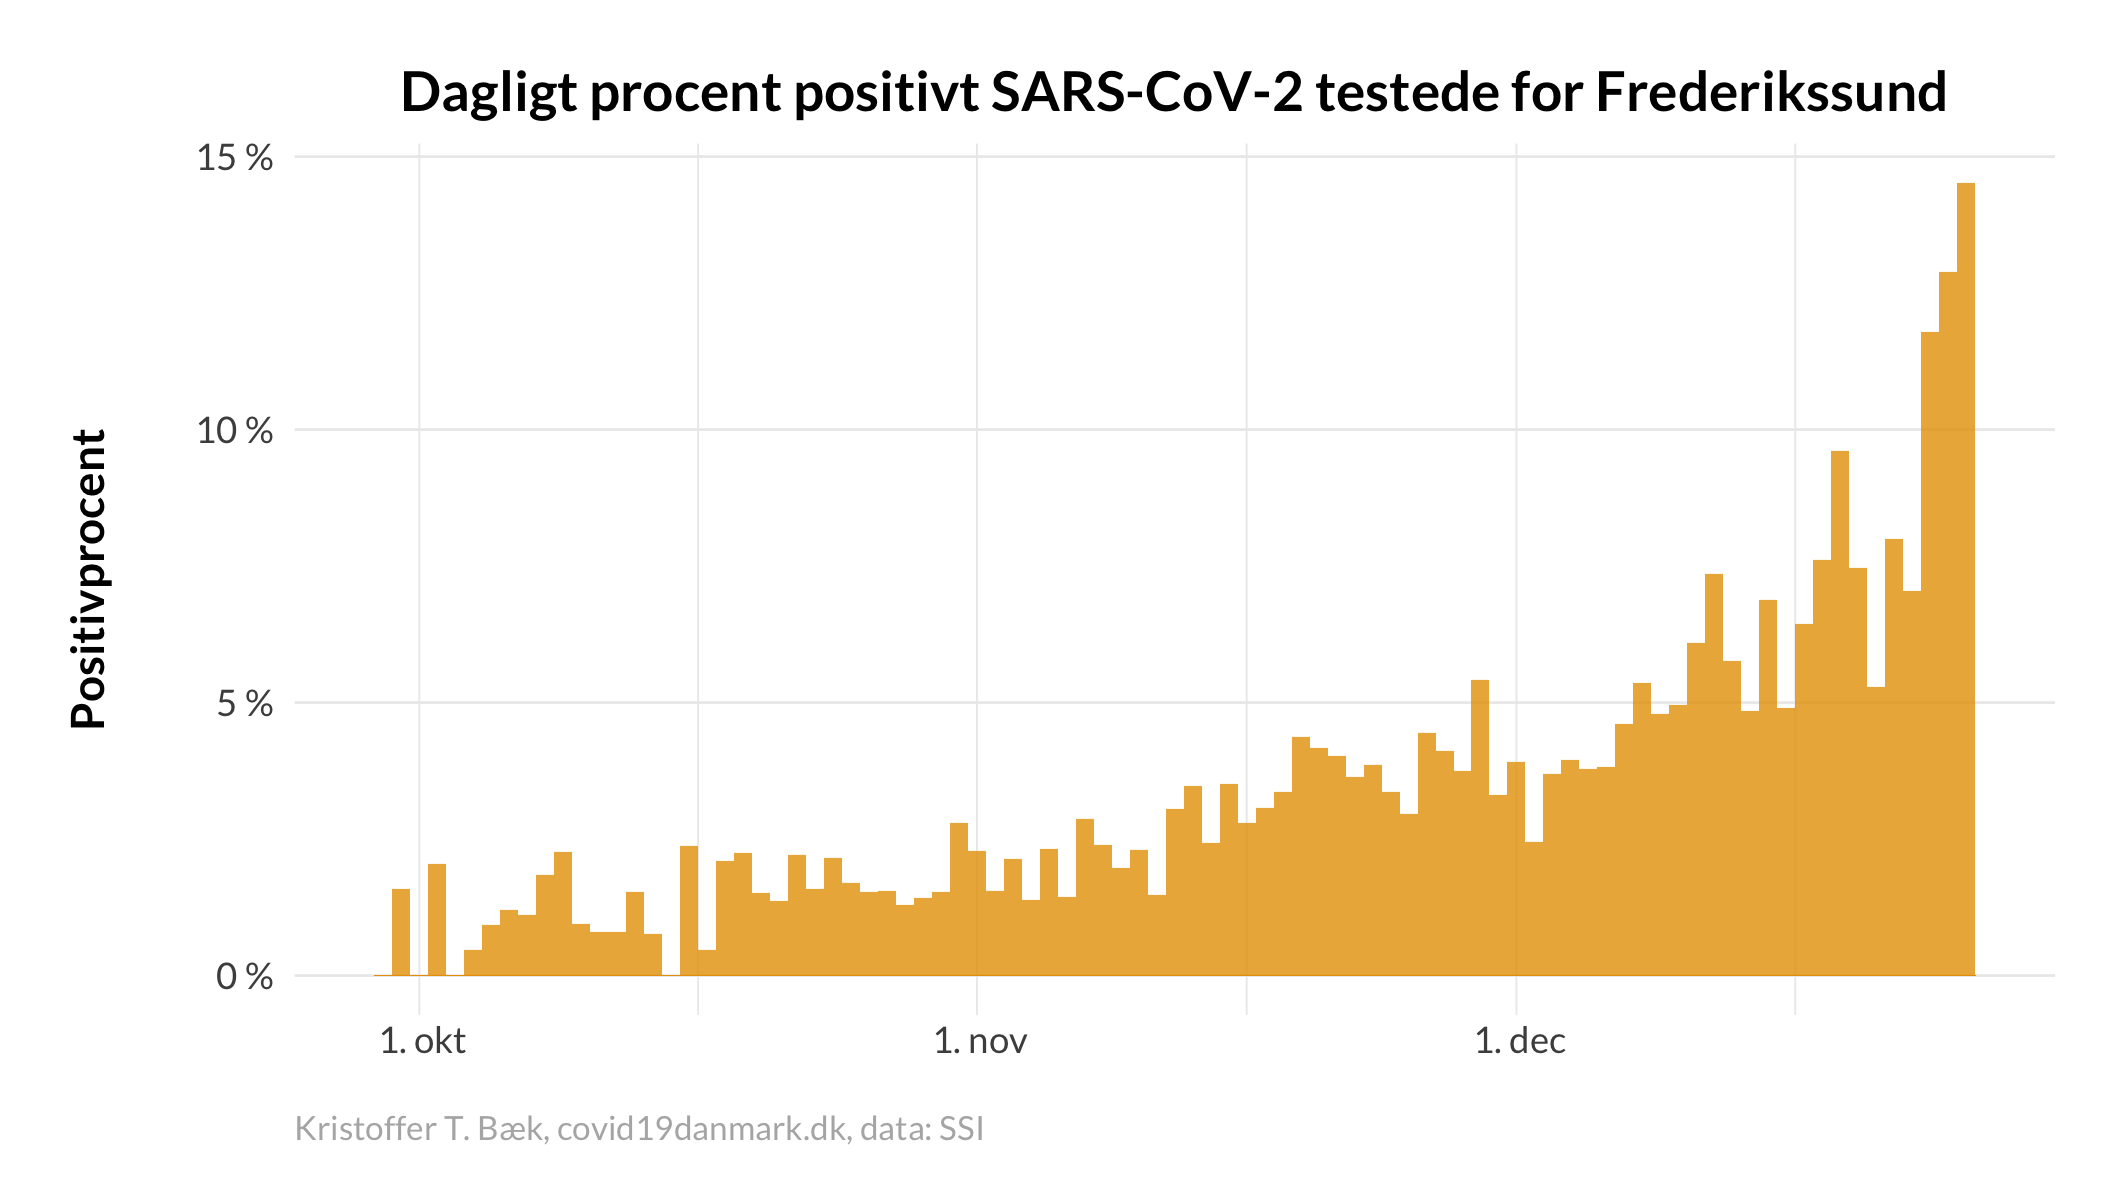 Dagligt procent positivt SARS-CoV-2 testede for Frederikssund
Positivprocent
15 %
10 %
5 %
0 %
1. okt
1. nov
1. dec
Kristoffer T. Bæk, covid19danmark.dk, data: SSI